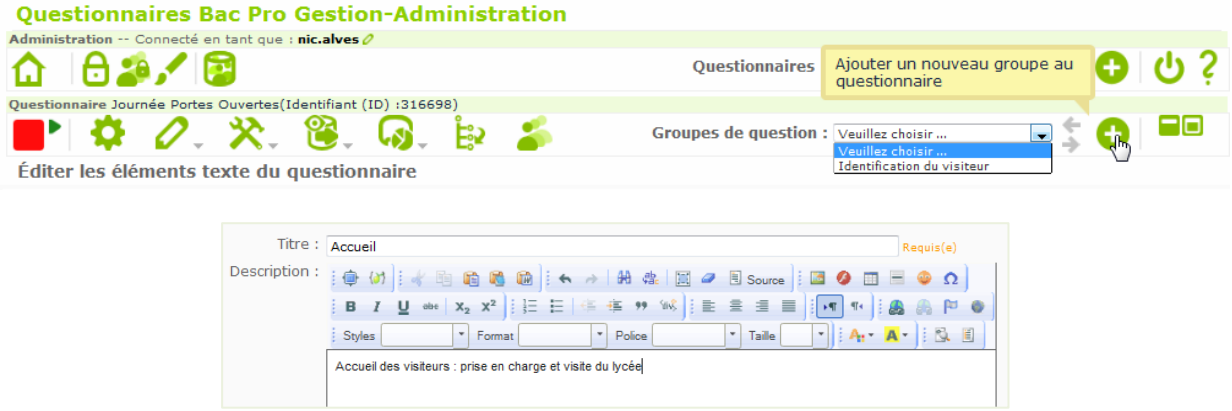 Questionnaires Bac Pro Gestion-Administration
Administration -- Connecté en tant que : nic.alves
Questionnaires
Ajouter un nouveau groupe au
questionnaire
Questionnaire Journée Portes Ouvertes(Identifiant (ID) :316698)
Groupes de question : Veuillez choisir ...
Veuillez choisir ...
Identification du visiteur
Éditer les éléments texte du questionnaire
Titre : Accueil Requis(e)
Description :
Source
B I U abc X₂ X²
Styles Format Police Taille A A
Accueil des visiteurs : prise en charge et visite du lycée